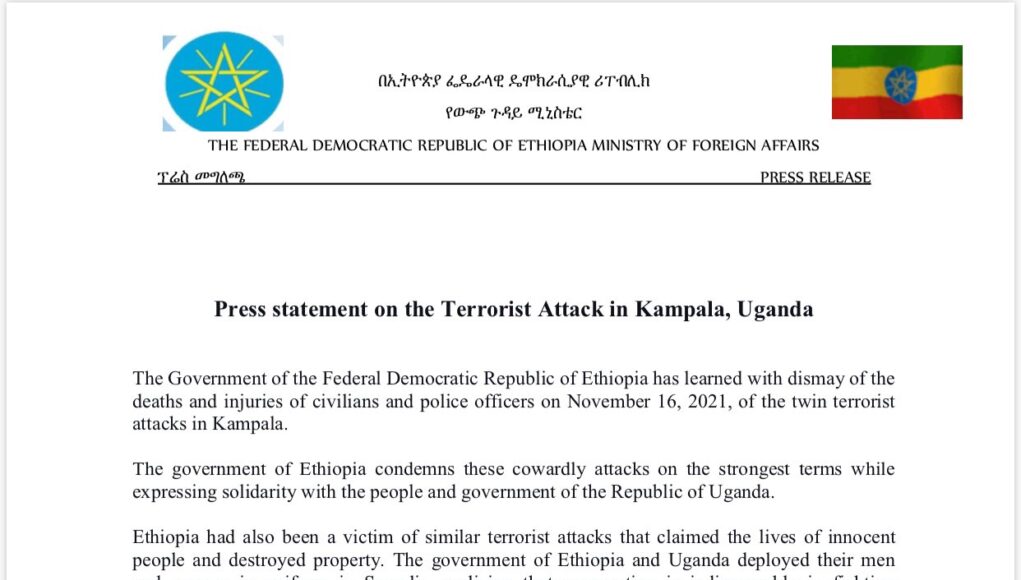 በኢትዮጵያ ፌዴራላዊ ዴሞክራሲያዊ ሪፐብሊክ
የውጭ ጉዳይ ሚኒስቴር
THE FEDERAL DEMOCRATIC REPUBLIC OF ETHIOPIA MINISTRY OF FOREIGN AFFAIRS
ፕሬስ መግለጫ PRESS RELEASE
Press statement on the Terrorist Attack in Kampala, Uganda
The Government of the Federal Democratic Republic of Ethiopia has learned with dismay of the
deaths and injuries of civilians and police officers on November 16, 2021, of the twin terrorist
attacks in Kampala.
The government of Ethiopia condemns these cowardly attacks on the strongest terms while
expressing solidarity with the people and government of the Republic of Uganda.
Ethiopia had also been a victim of similar terrorist attacks that claimed the lives of innocent
people and destroyed property. The government of Ethiopia and Uganda deployed their men